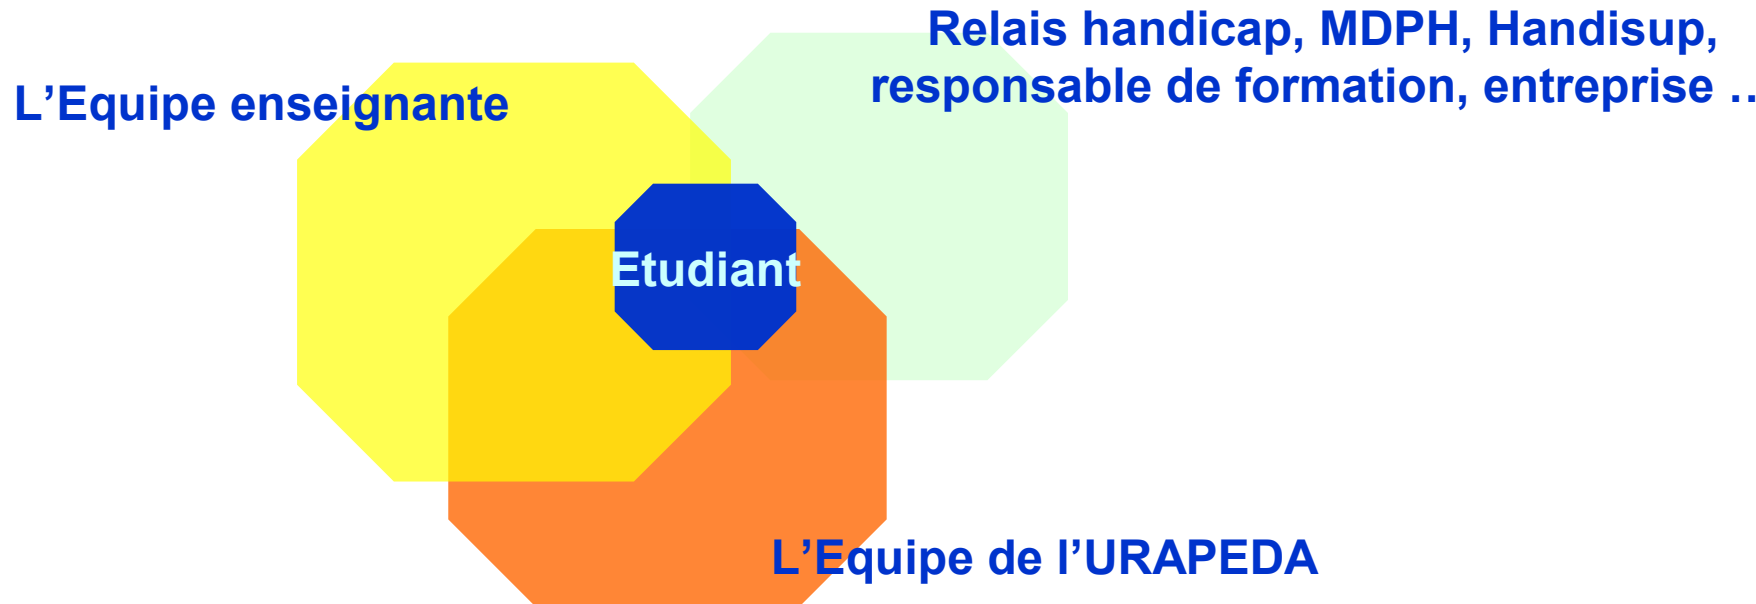 Relais handicap, MDPH, Handisup,
responsable de formation, entreprise ..
L’Equipe enseignante
Etudiant
L’Equipe de l’URAPEDA